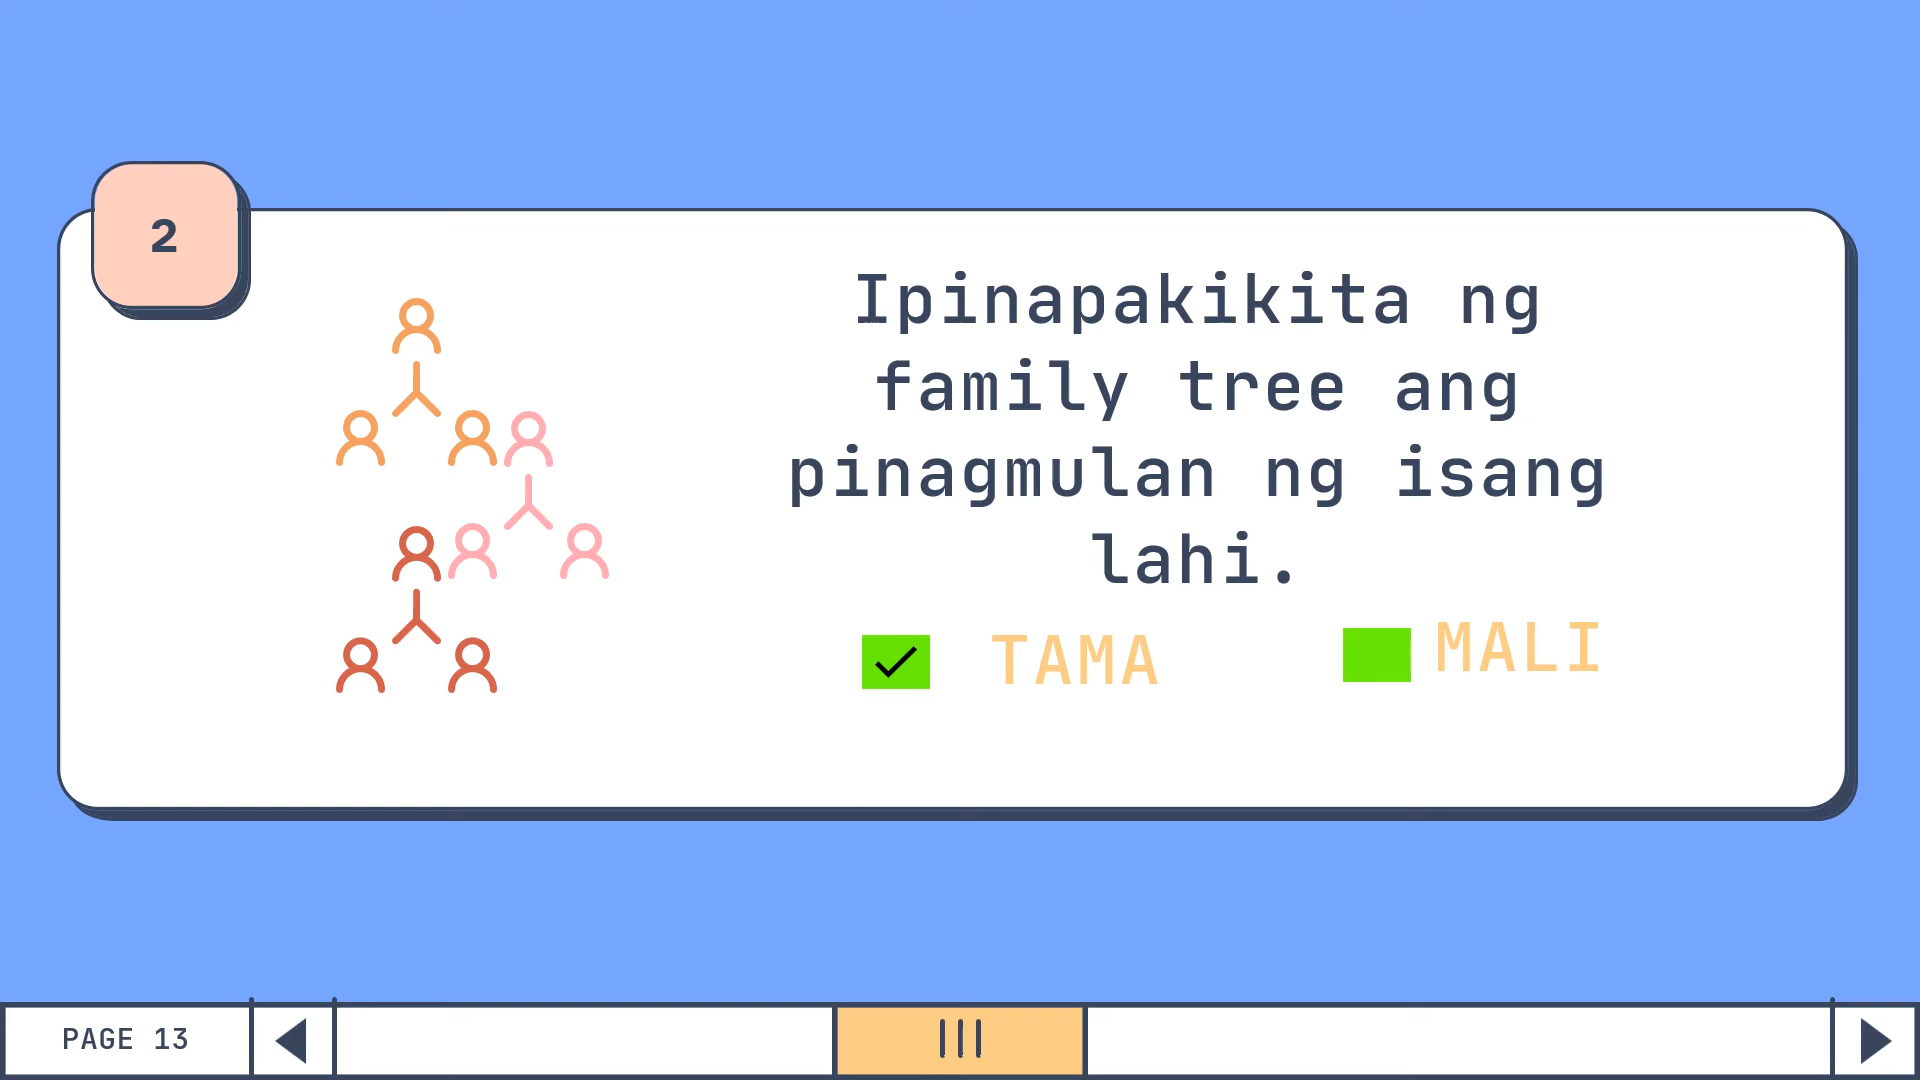 2
Ipinapakikita ng
family tree ang
pinagmulan ng isang
lahi.
TAMA
MALI
PAGE 13